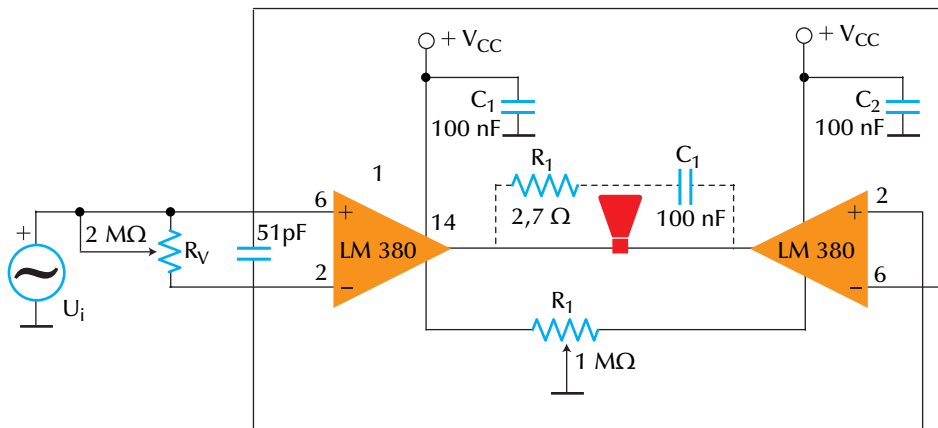 + VCC
+ VCC
C1
100 nF
C2
100 nF
1
R1
C1
2,7 Ω
100 nF
6
14
2
+
2 MΩ
51pF
+
LM 380
LM 380
+
RV
2
6
−
−
Ui
R1
1 MΩ